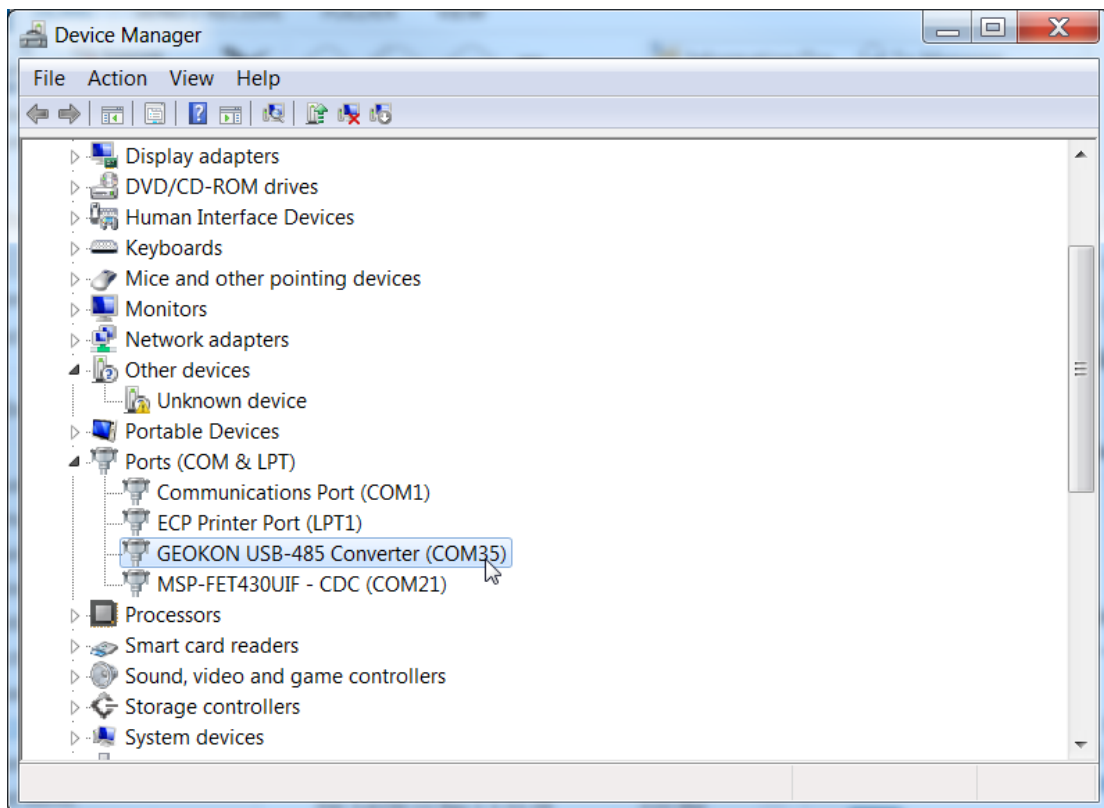 Device Manager
File Action View Help
Display adapters
DVD/CD-ROM drives
Human Interface Devices
Keyboards
Mice and other pointing devices
Monitors
Network adapters
Other devices
Unknown device
Portable Devices
Ports (COM & LPT)
Communications Port (COM1)
ECP Printer Port (LPT1)
GEOKON USB-485 Converter (COM35)
MSP-FET430UIF - CDC (COM21)
Processors
Smart card readers
Sound, video and game controllers
Storage controllers
System devices